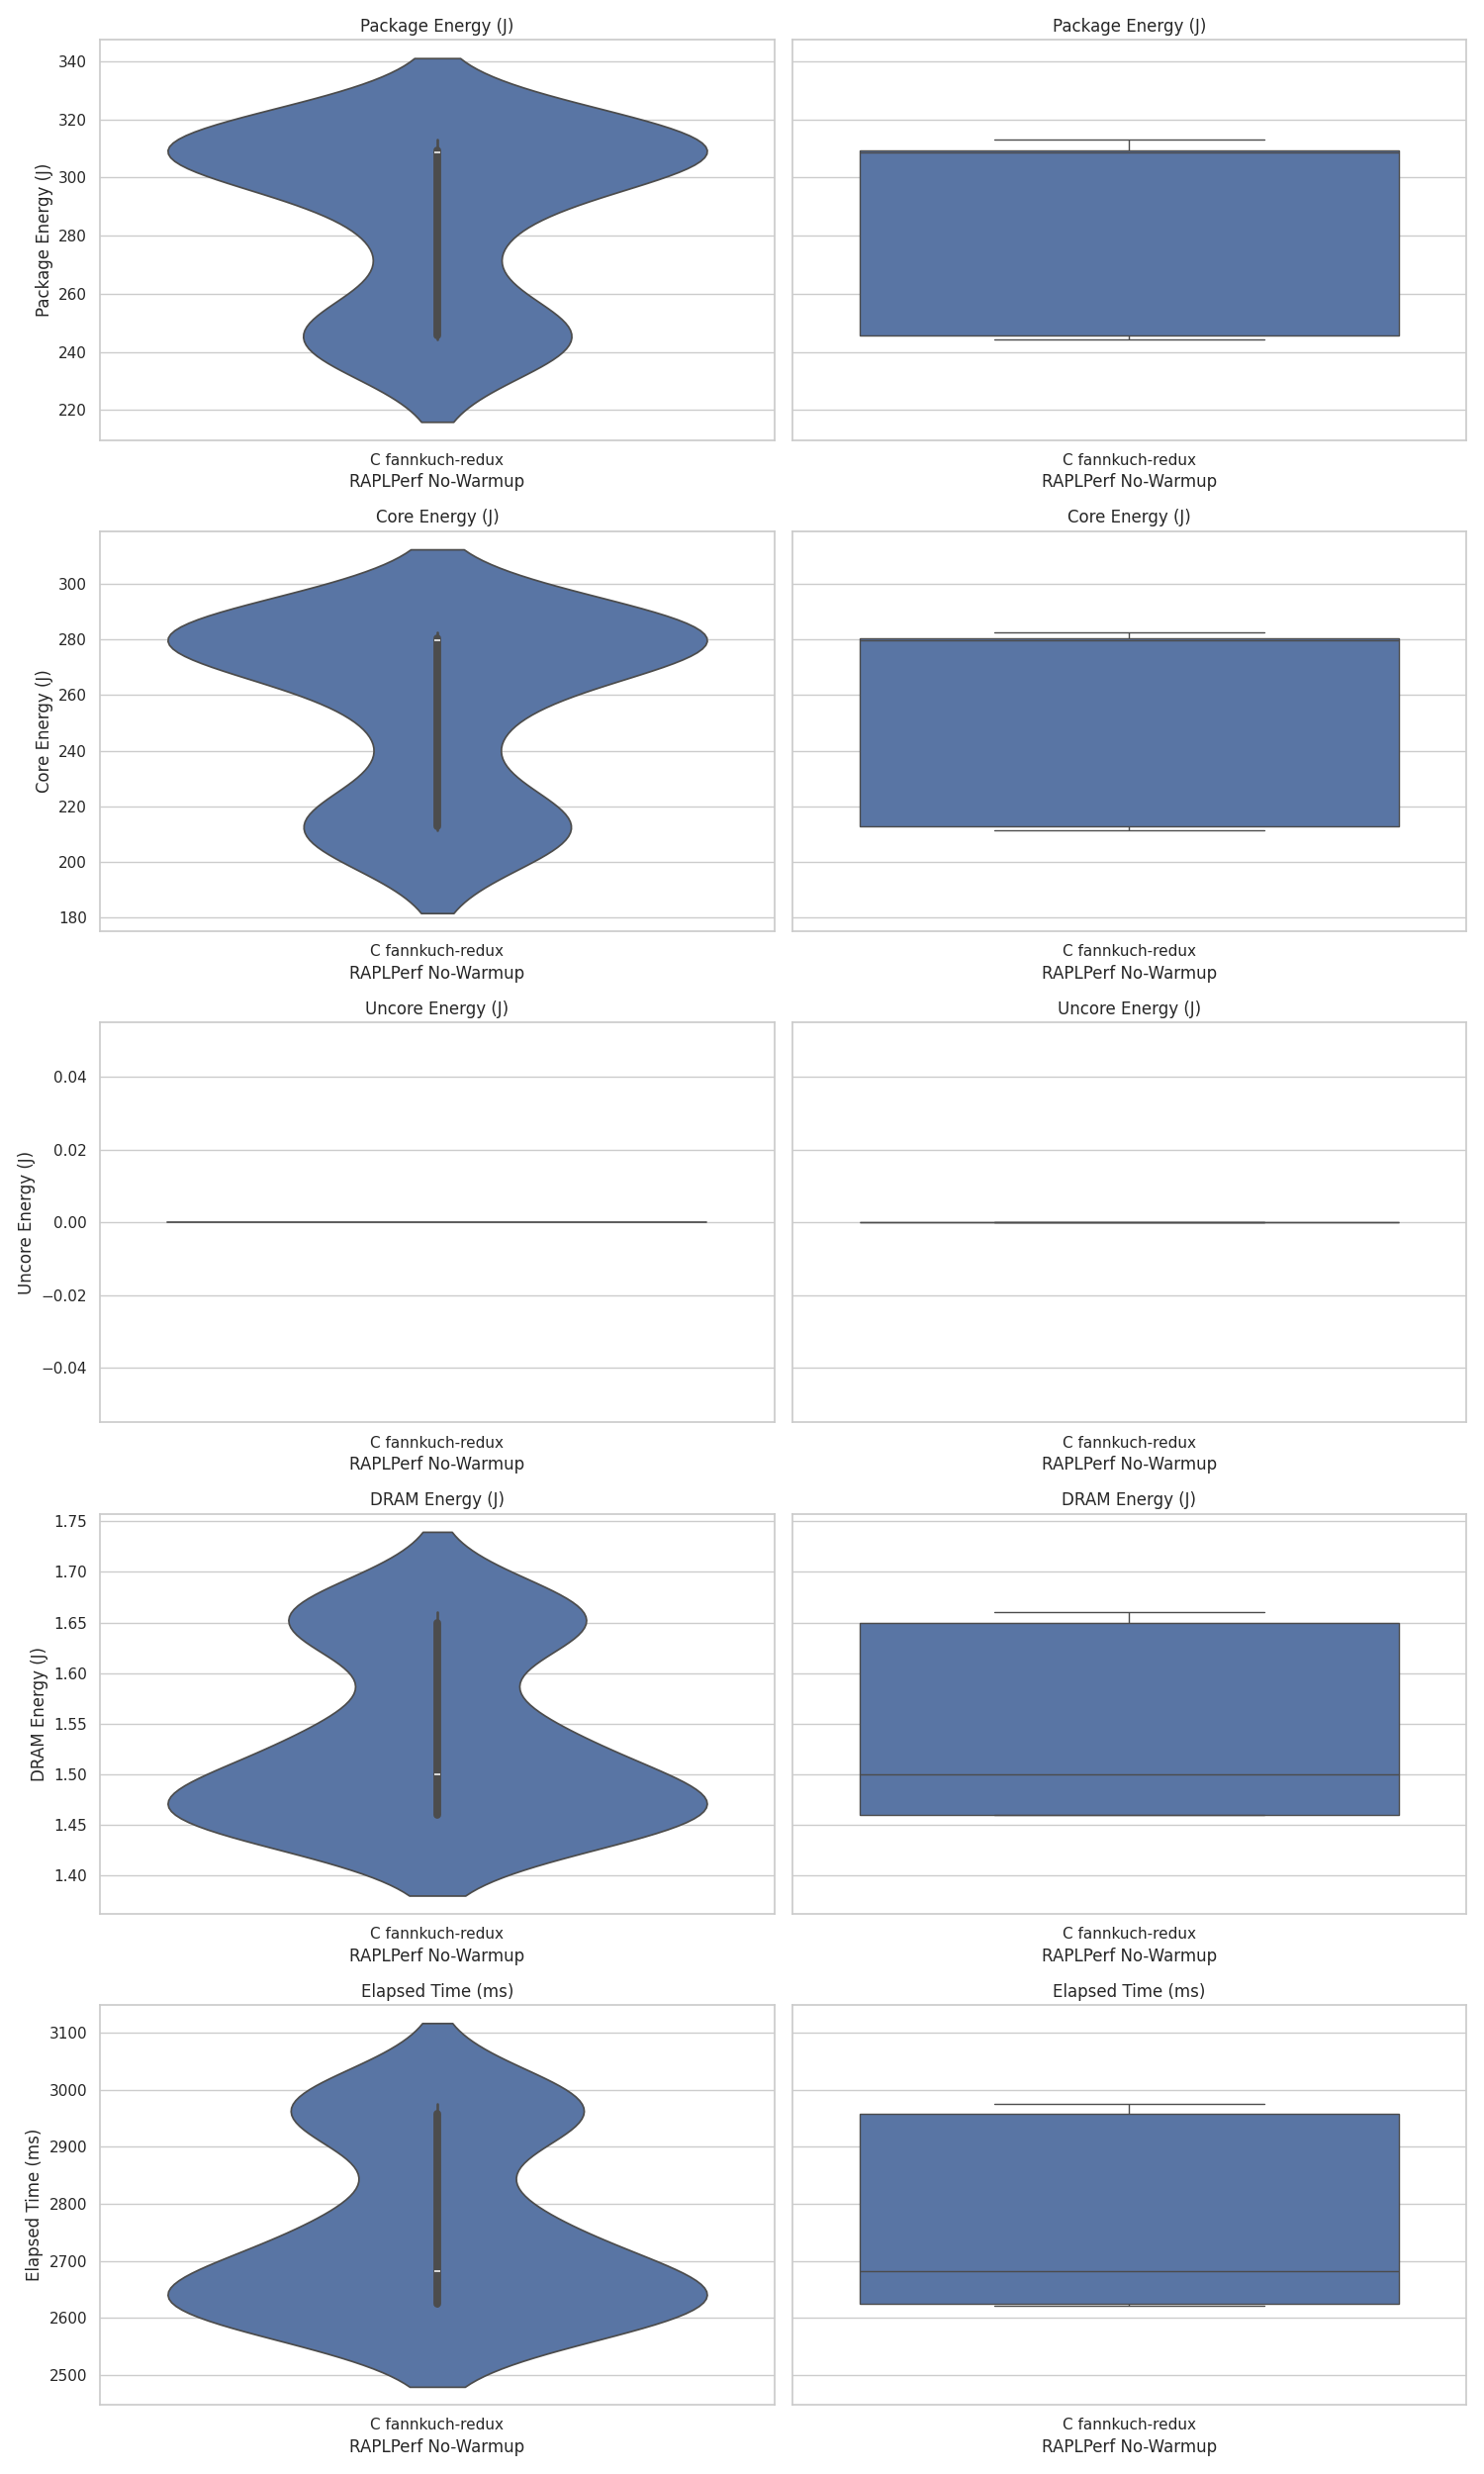 Package Energy (J)
Package Energy (J)
Package Energy (J)
340
320
300
280
260
240
220
C fannkuch-redux
RAPLPerf No-Warmup
C fannkuch-redux
RAPLPerf No-Warmup
Core Energy (J)
Core Energy (J)
Core Energy (J)
300
280
260
240
220
200
180
C fannkuch-redux
RAPLPerf No-Warmup
C fannkuch-redux
RAPLPerf No-Warmup
Uncore Energy (J)
Uncore Energy (J)
Uncore Energy (J)
0.04
0.02
0.00
−0.02
−0.04
C fannkuch-redux
RAPLPerf No-Warmup
C fannkuch-redux
RAPLPerf No-Warmup
DRAM Energy (J)
DRAM Energy (J)
DRAM Energy (J)
1.75
1.70
1.65
1.60
1.55
1.50
1.45
1.40
C fannkuch-redux
RAPLPerf No-Warmup
C fannkuch-redux
RAPLPerf No-Warmup
Elapsed Time (ms)
Elapsed Time (ms)
Elapsed Time (ms)
3100
3000
2900
2800
2700
2600
2500
C fannkuch-redux
RAPLPerf No-Warmup
C fannkuch-redux
RAPLPerf No-Warmup